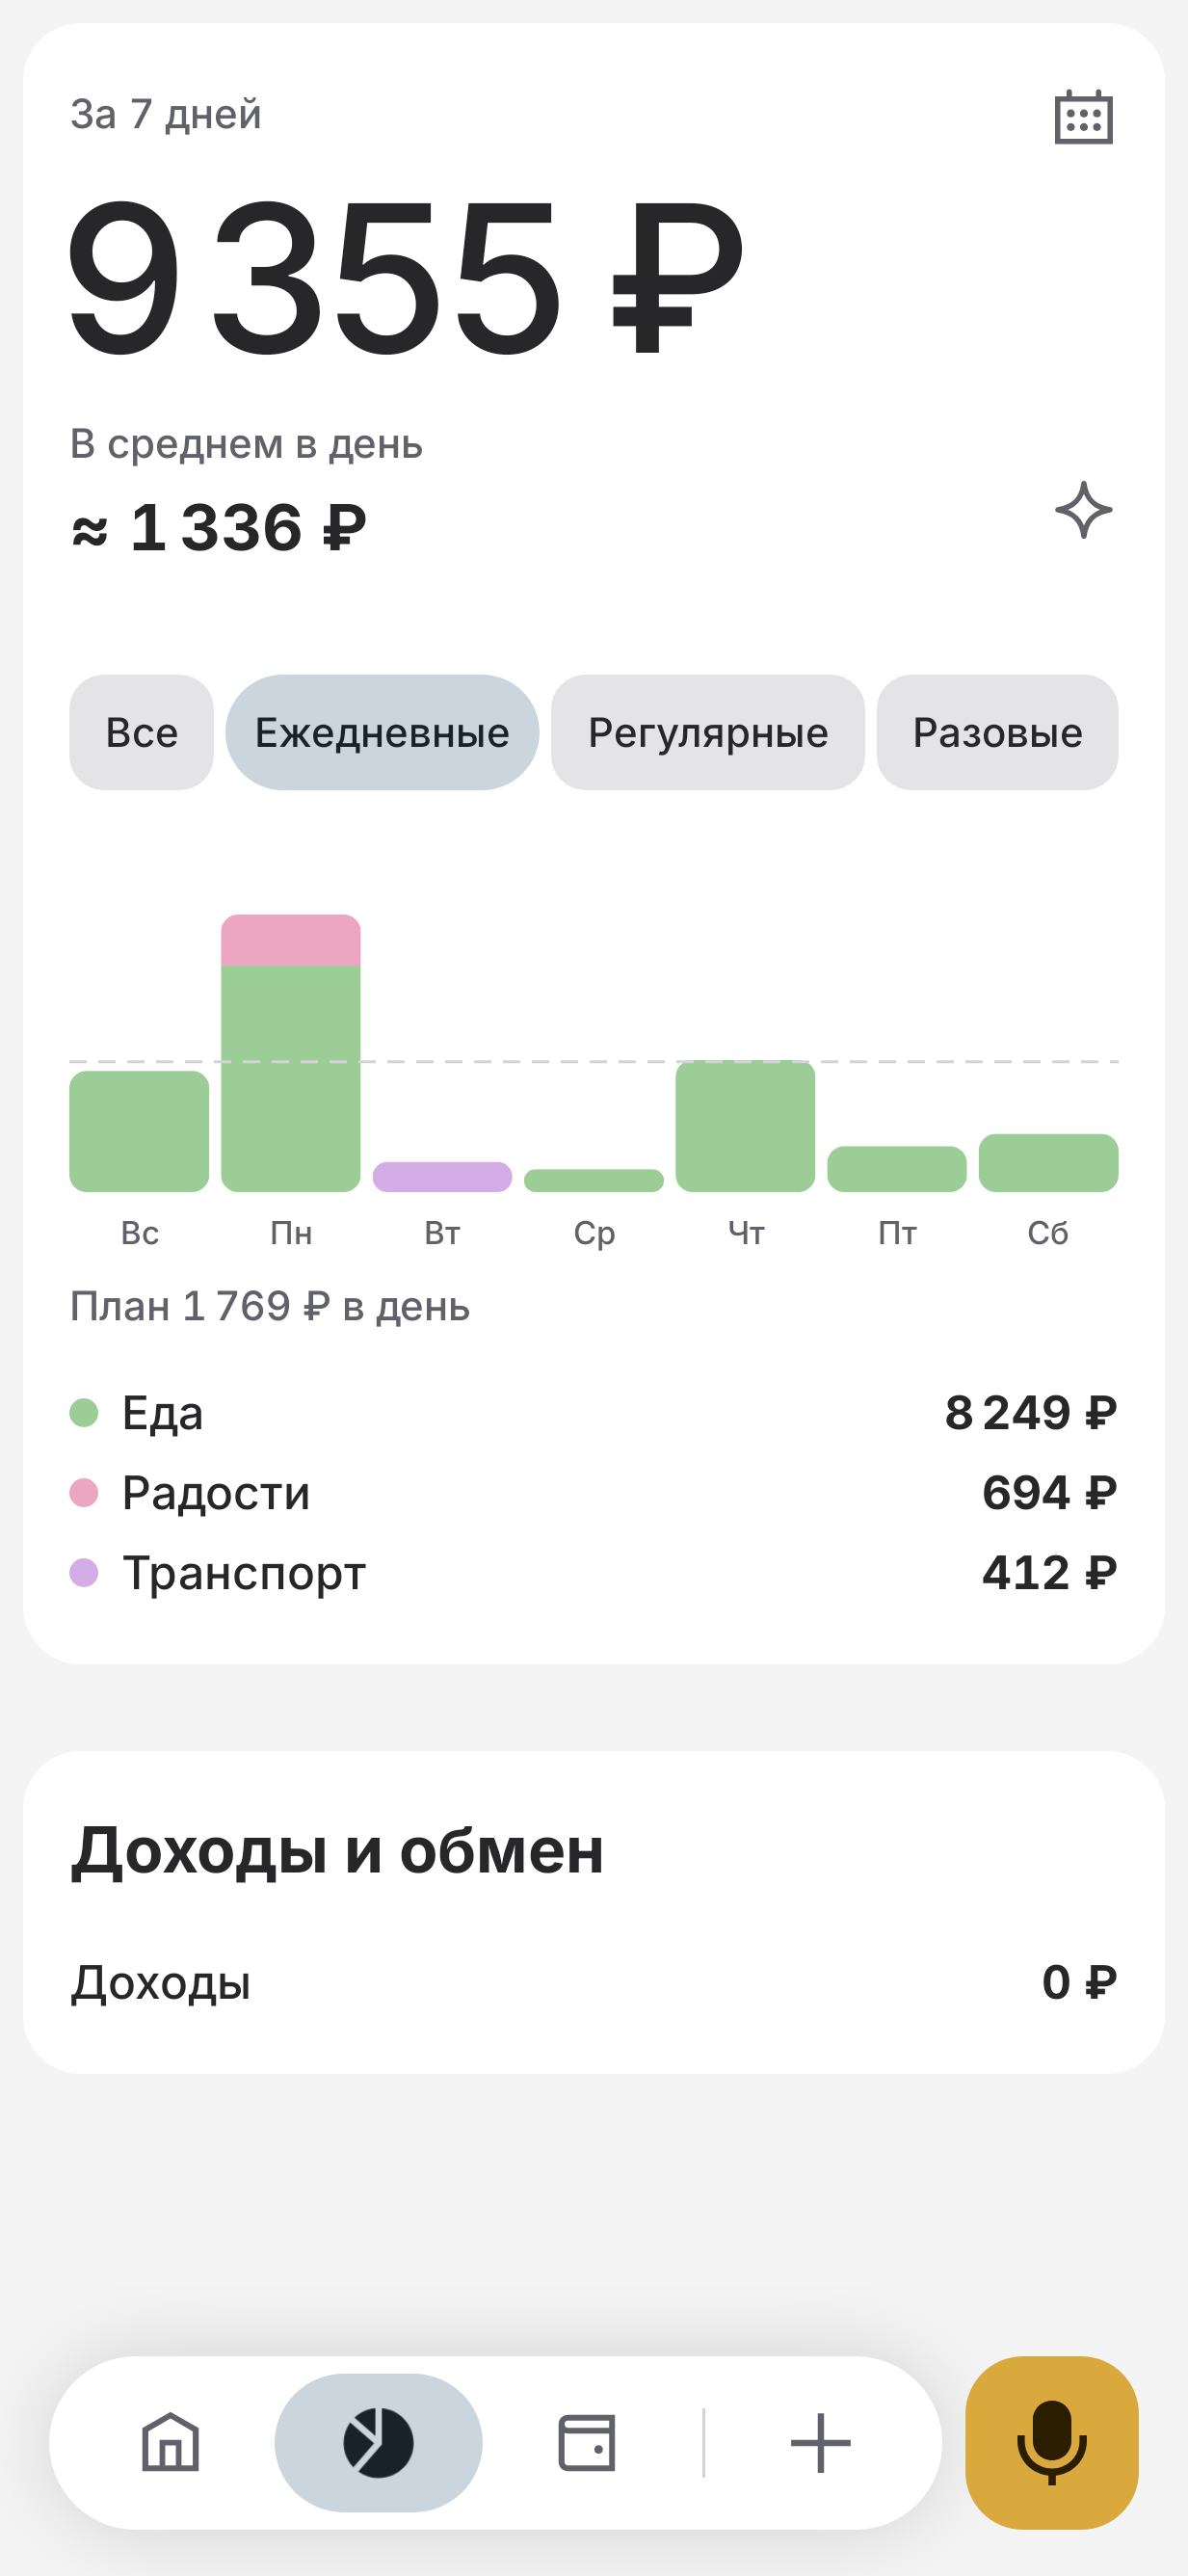 За 7 дней
9 355 ₽
В среднем в день
≈ 1 336 ₽
Все Ежедневные Регулярные Разовые
Вс Пн Вт Ср Чт Пт Сб
План 1 769 ₽ в день
Еда 8 249 ₽
Радости 694 ₽
Транспорт 412 ₽
Доходы и обмен
Доходы 0 ₽